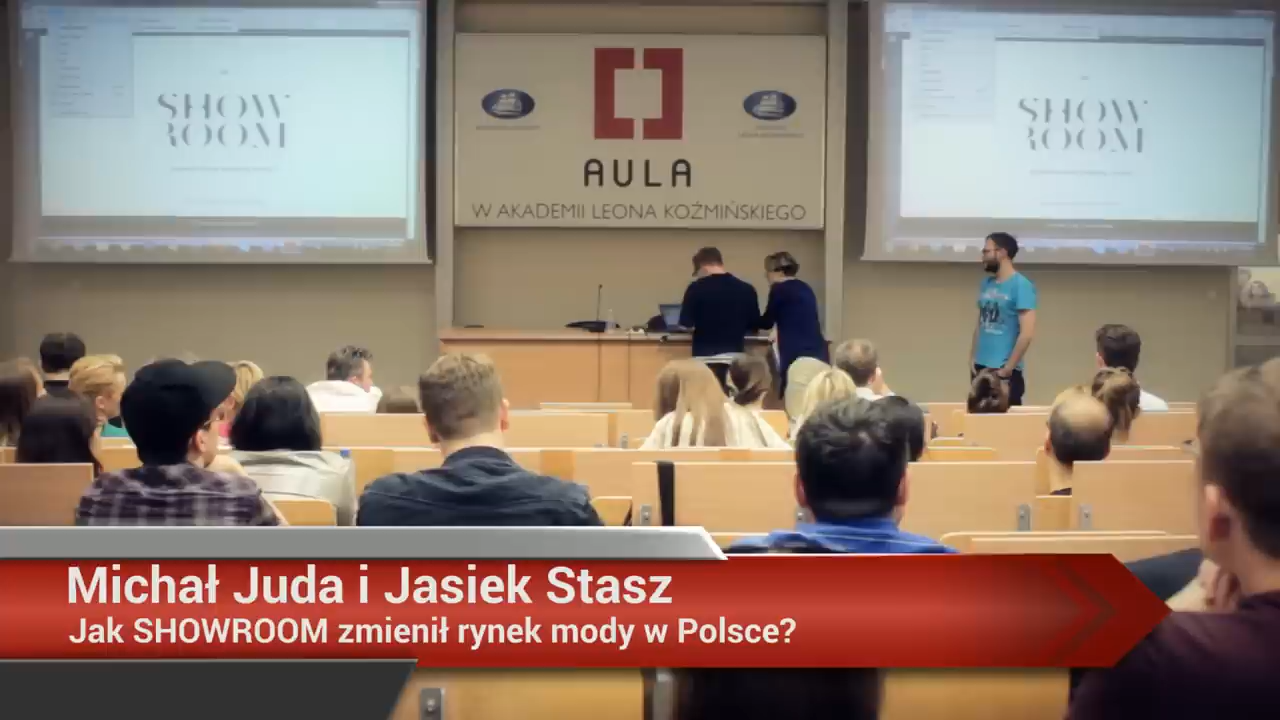 SHOW
ROOM
AULA
W AKADEMII LEONA KOŹMIŃSKIEGO
SHOW
ROOM
Michał Juda i Jasiek Stasz
Jak SHOWROOM zmienił rynek mody w Polsce?